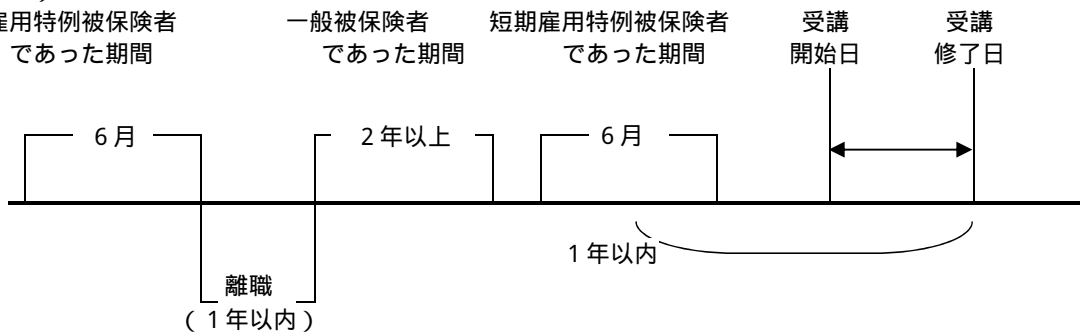 雇用特例被保険者
であった期間
一般被保険者
であった期間
短期雇用特例被保険者
であった期間
受講
開始日
受講
修了日
6月
2年以上
6月
1年以内
離職
(1年以内)